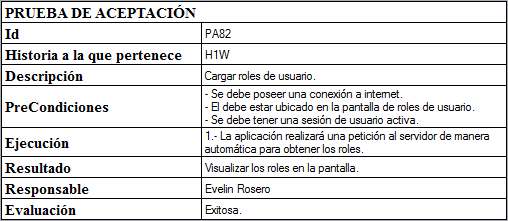 PRUEBA DE ACEPTACIÓN
Id PA82
Historia a la que pertenece H1W
Descripción Cargar roles de usuario.
PreCondiciones - Se debe poseer una conexión a internet.
- El debe estar ubicado en la pantalla de roles de usuario.
- Se debe tener una sesión de usuario activa.
Ejecución 1.- La aplicación realizará una petición al servidor de manera
automática para obtener los roles.
Resultado Visualizar los roles en la pantalla.
Responsable Evelin Rosero
Evaluación Exitosa.